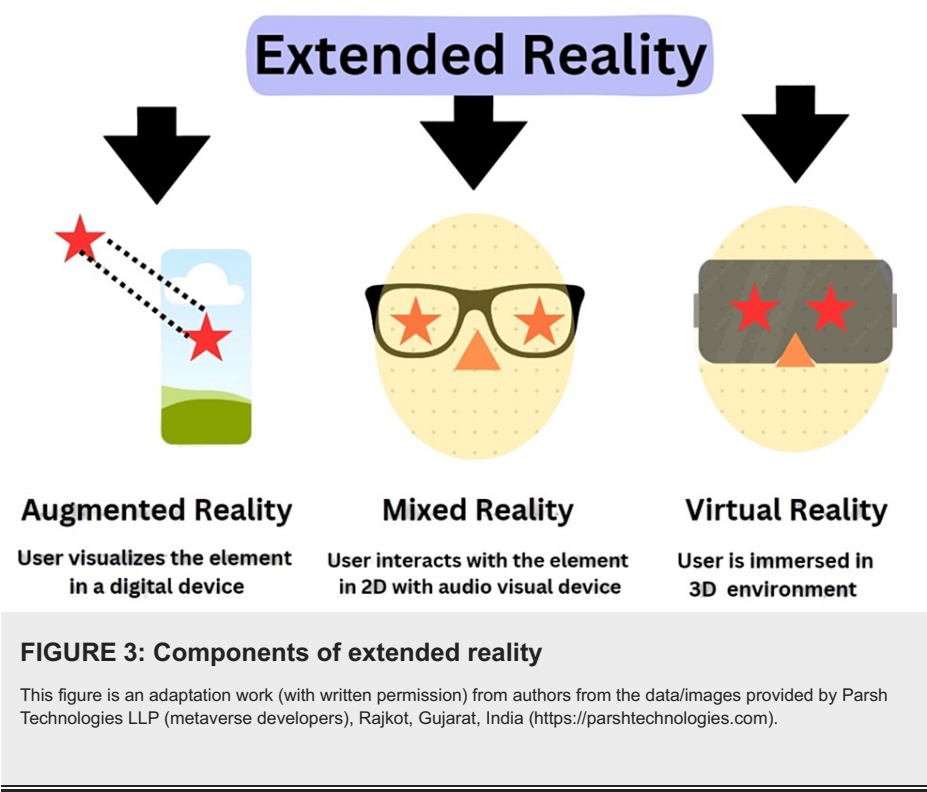 Extended Reality
Augmented Reality
User visualizes the element
in a digital device
Mixed Reality
User interacts with the element
in 2D with audio visual device
Virtual Reality
User is immersed in
3D environment
FIGURE 3: Components of extended reality
This figure is an adaptation work (with written permission) from authors from the data/images provided by Parsh
Technologies LLP (metaverse developers), Rajkot, Gujarat, India (https://parshtechnologies.com).